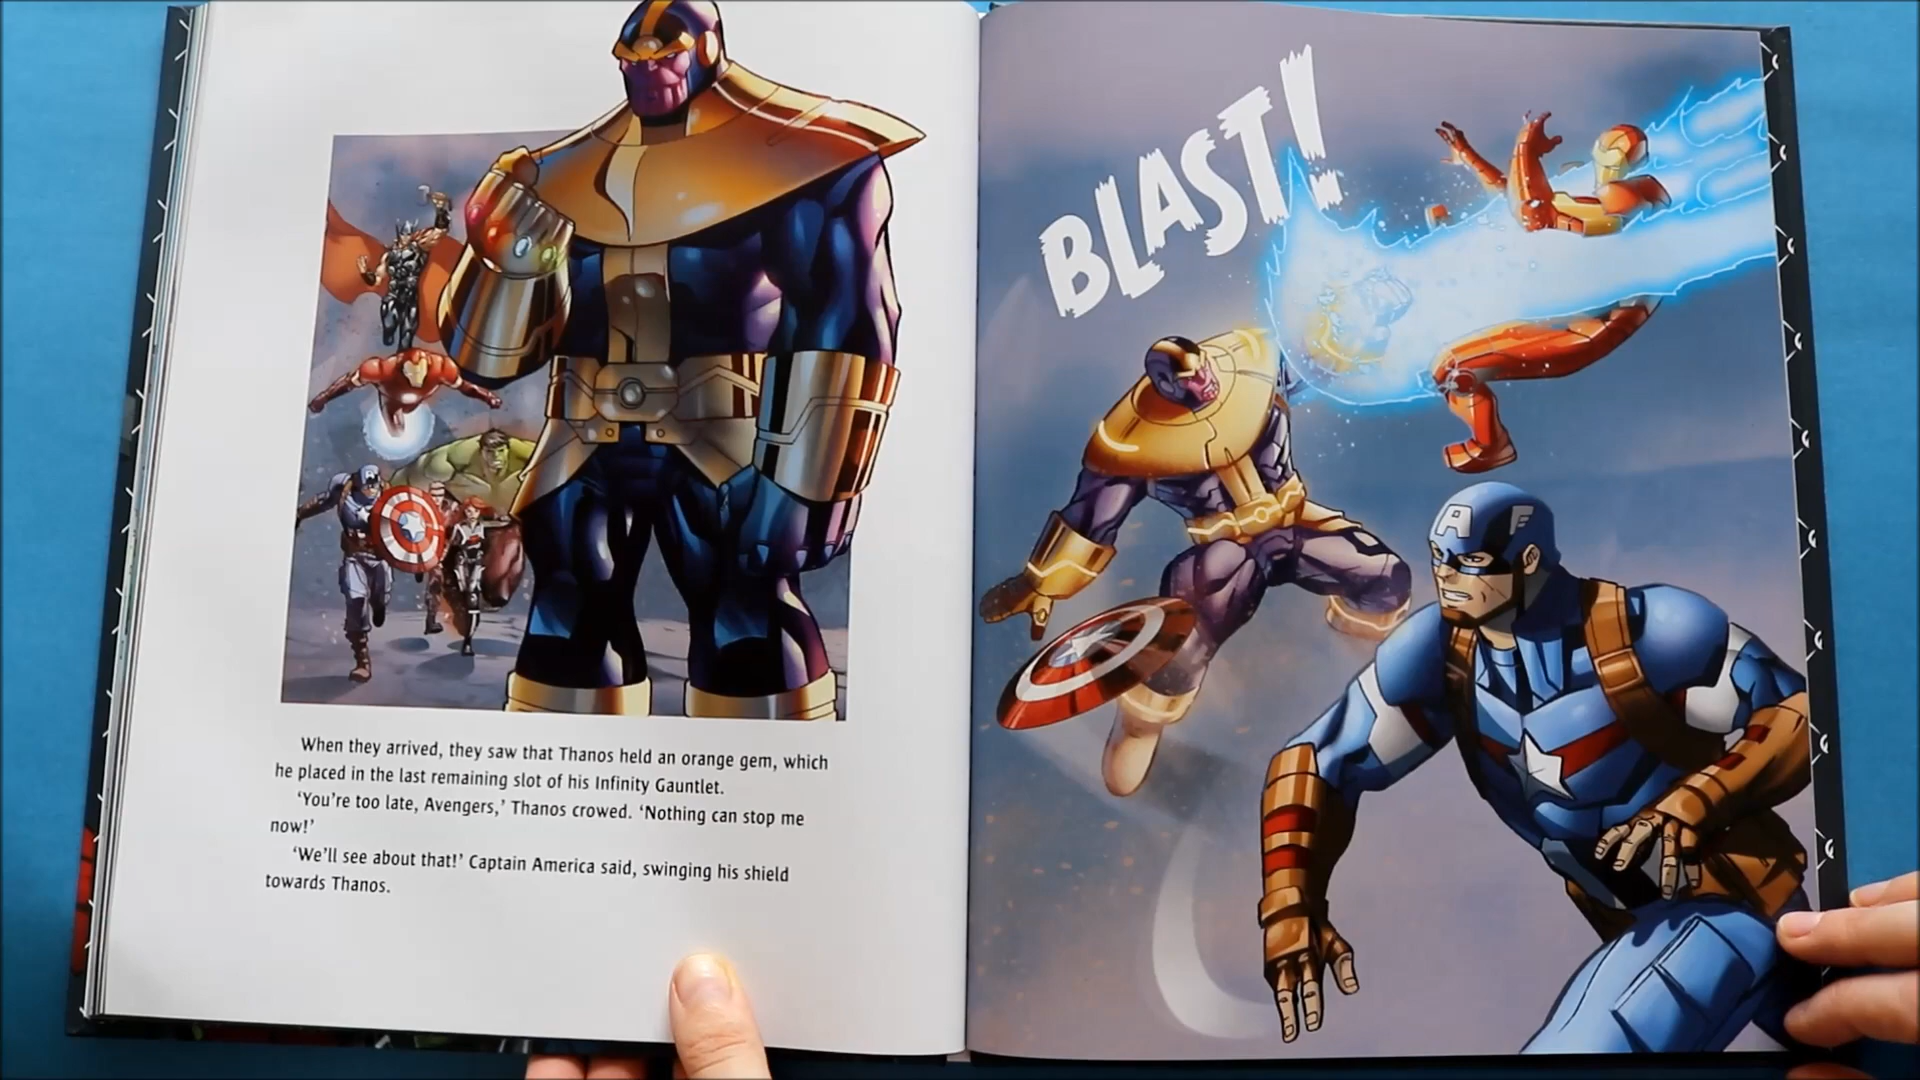 When they arrived, they saw that Thanos held an orange gem, which
he placed in the last remaining slot of his Infinity Gauntlet.
‘You’re too late, Avengers,’ Thanos crowed. ‘Nothing can stop me
now!’
‘We’ll see about that!’ Captain America said, swinging his shield
towards Thanos.
BLAST!
A